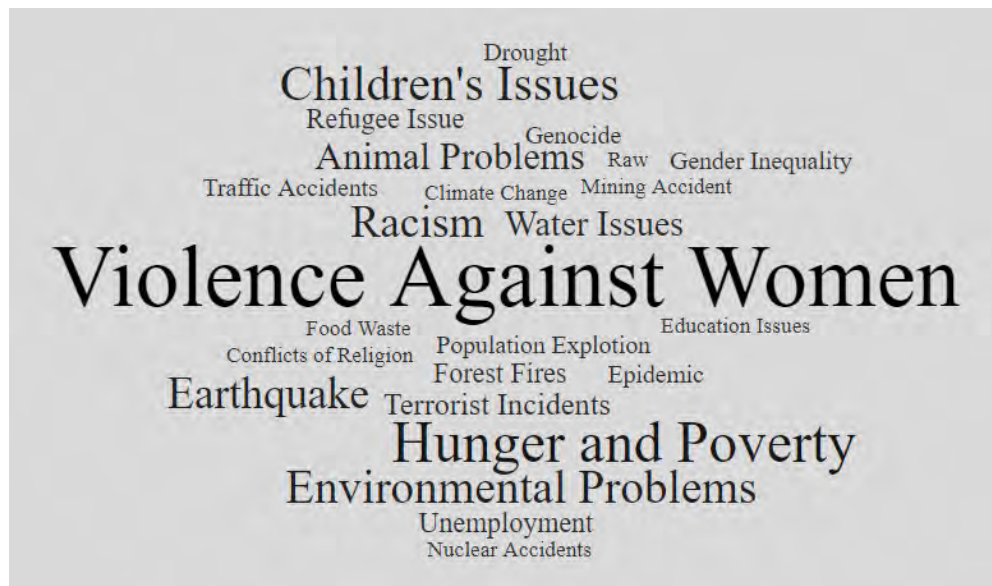 Drought
Children's Issues
Refugee Issue
Genocide
Animal Problems
Raw
Gender Inequality
Traffic Accidents
Climate Change
Mining Accident
Racism
Water Issues
Violence Against Women
Food Waste
Education Issues
Conflicts of Religion
Population Explotion
Forest Fires
Epidemic
Earthquake
Terrorist Incidents
Hunger and Poverty
Environmental Problems
Unemployment
Nuclear Accidents